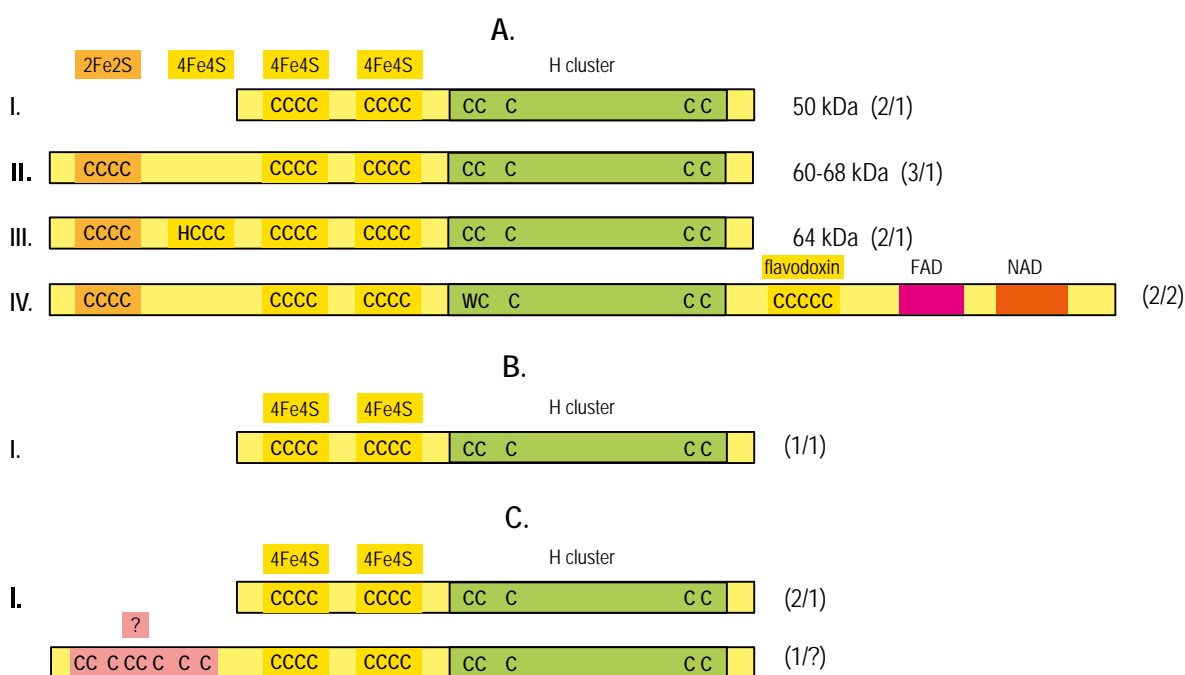 A.
2Fe2S 4Fe4S 4Fe4S 4Fe4S H cluster
I. CCCC CCCC CC C C C 50 kDa (2/1)
II. CCCC CCCC CCCC CC C C C 60-68 kDa (3/1)
III. CCCC HCCC CCCC CCCC CC C C C 64 kDa (2/1)
flavodoxin FAD NAD
IV. CCCC CCCC CCCC WC C C C CCCCC (2/2)
B.
4Fe4S 4Fe4S H cluster
I. CCCC CCCC CC C C C (1/1)
C.
4Fe4S 4Fe4S H cluster
I. CCCC CCCC CC C C C (2/1)
?
CC C CC C C C CCCC CCCC CC C C C (1/?)